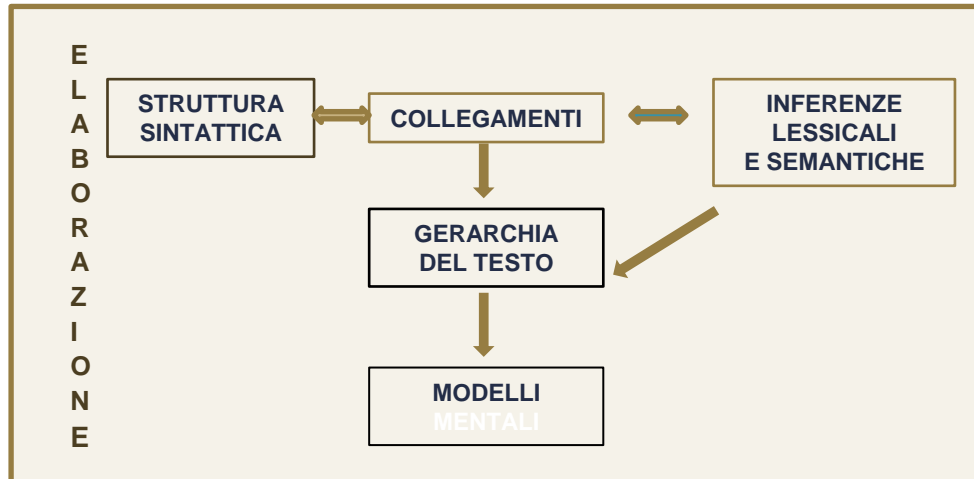 ELABORAZIONE
STRUTTURA
SINTATTICA
COLLEGAMENTI
INFERENZE
LESSICALI
E SEMANTICHE
GERARCHIA
DEL TESTO
MODELLI
MENTALI